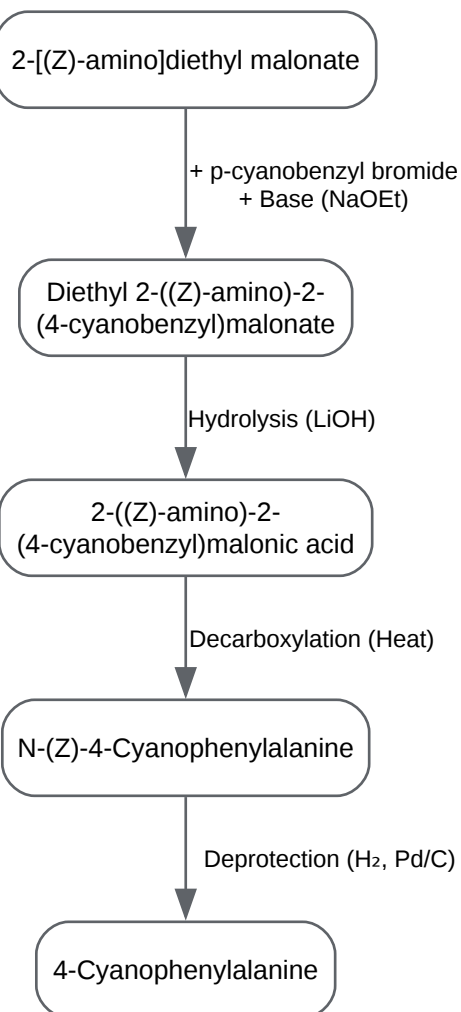 2-[(Z)-amino]diethyl malonate
+ p-cyanobenzyl bromide
+ Base (NaOEt)
Diethyl 2-((Z)-amino)-2-
(4-cyanobenzyl)malonate
Hydrolysis (LiOH)
2-((Z)-amino)-2-
(4-cyanobenzyl)malonic acid
Decarboxylation (Heat)
N-(Z)-4-Cyanophenylalanine
Deprotection (H₂, Pd/C)
4-Cyanophenylalanine